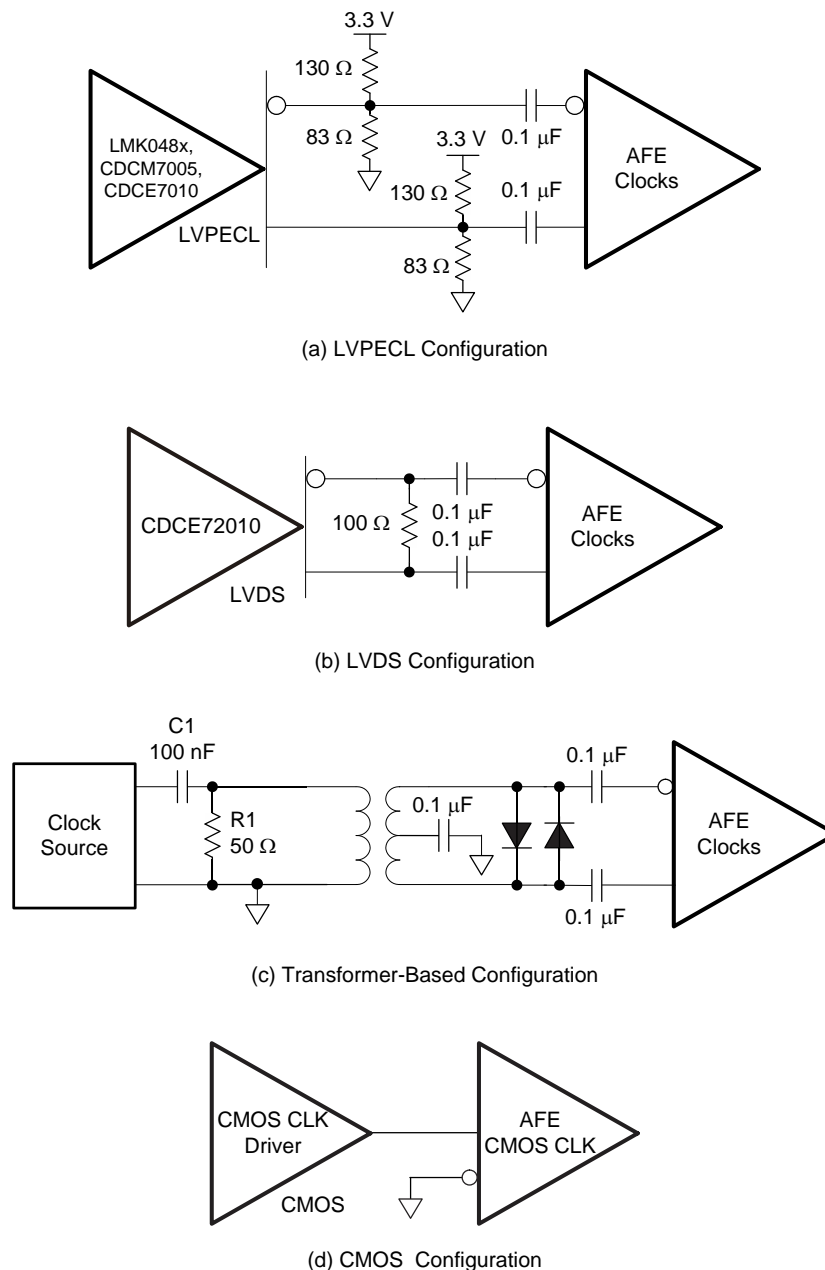 3.3 V
130 Ω
83 Ω
3.3 V
130 Ω
83 Ω
0.1 μF
0.1 μF
LMK048x,
CDCM7005,
CDCE7010
LVPECL
AFE
Clocks
(a) LVPECL Configuration
CDCE72010
LVDS
100 Ω
0.1 μF
0.1 μF
AFE
Clocks
(b) LVDS Configuration
Clock
Source
C1
100 nF
R1
50 Ω
0.1 μF
0.1 μF
0.1 μF
AFE
Clocks
(c) Transformer-Based Configuration
CMOS CLK
Driver
CMOS
AFE
CMOS CLK
(d) CMOS Configuration